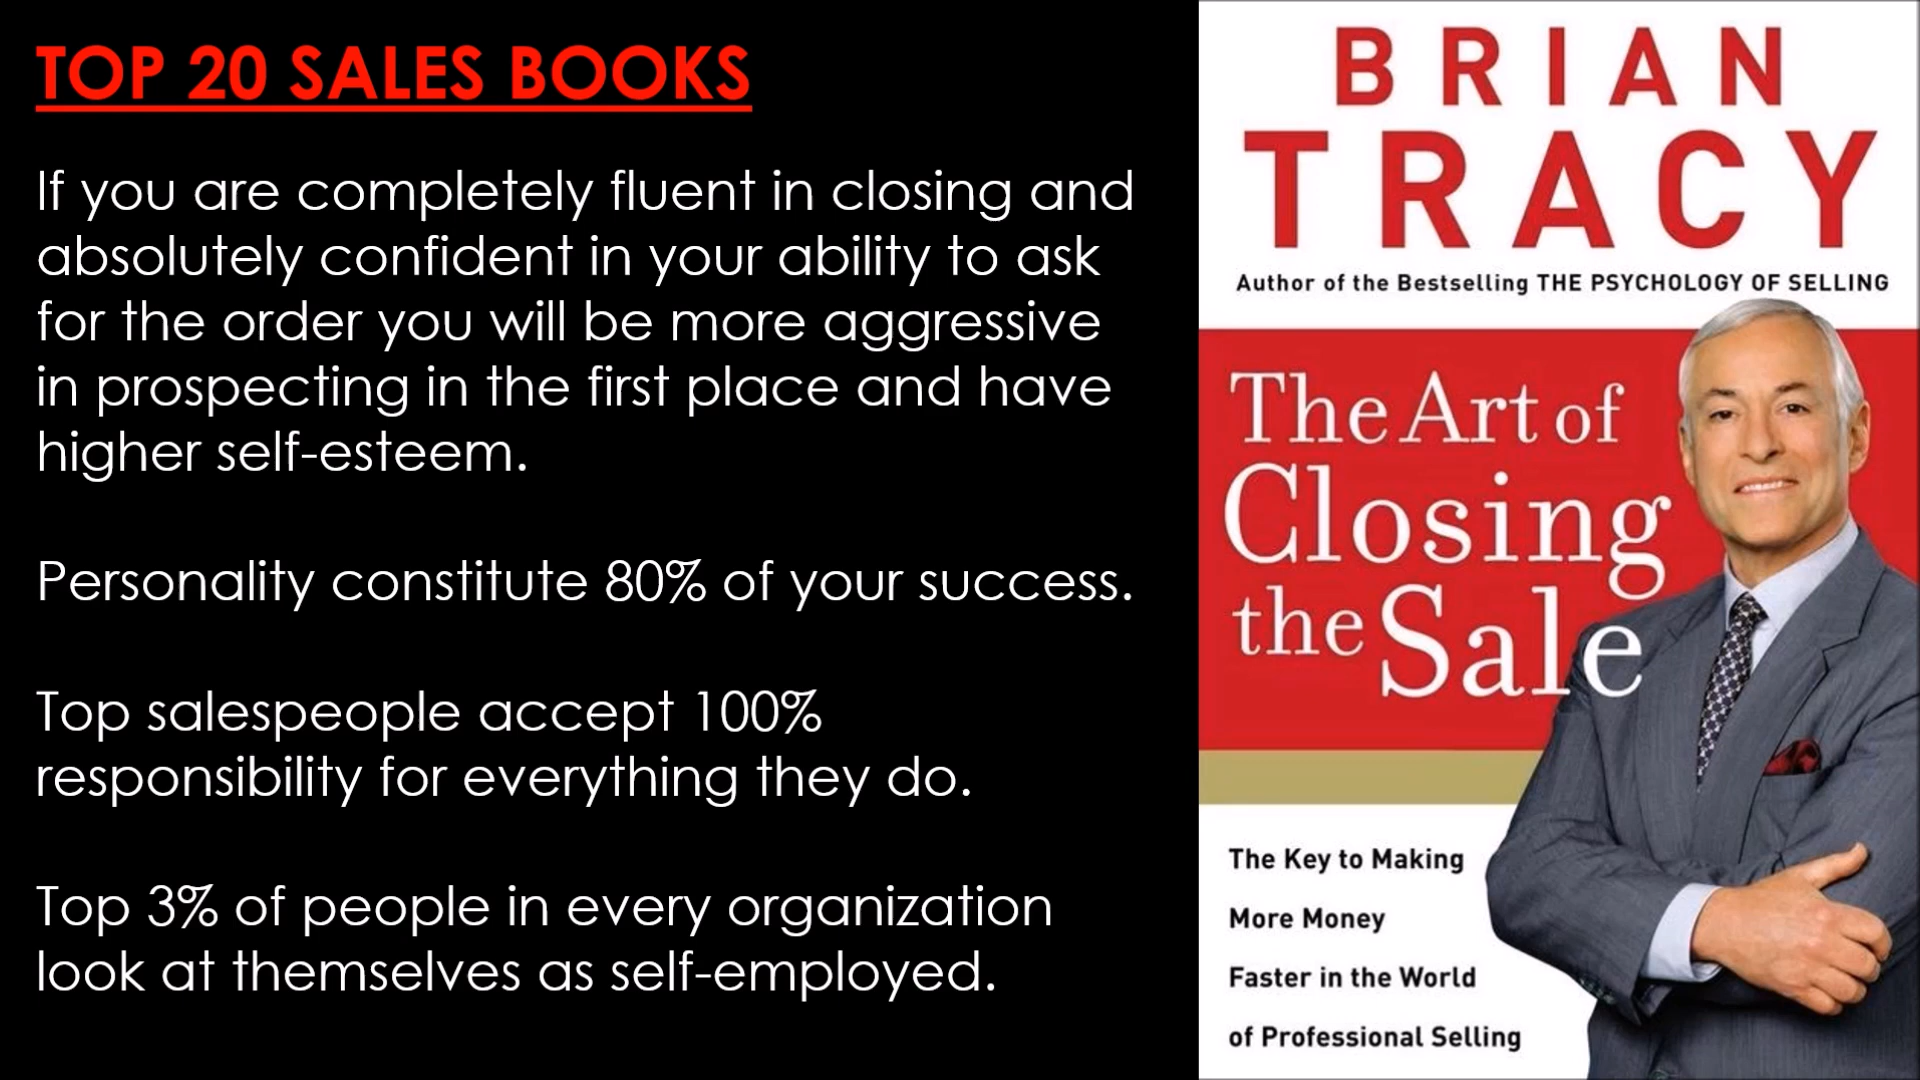 TOP 20 SALES BOOKS
If you are completely fluent in closing and
absolutely confident in your ability to ask
for the order you will be more aggressive
in prospecting in the first place and have
higher self-esteem.
Personality constitute 80% of your success.
Top salespeople accept 100%
responsibility for everything they do.
Top 3% of people in every organization
look at themselves as self-employed.
BRIAN
TRACY
Author of the Bestselling THE PSYCHOLOGY OF SELLING
The Art of
Closing
the Sale
The Key to Making
More Money
Faster in the World
of Professional Selling